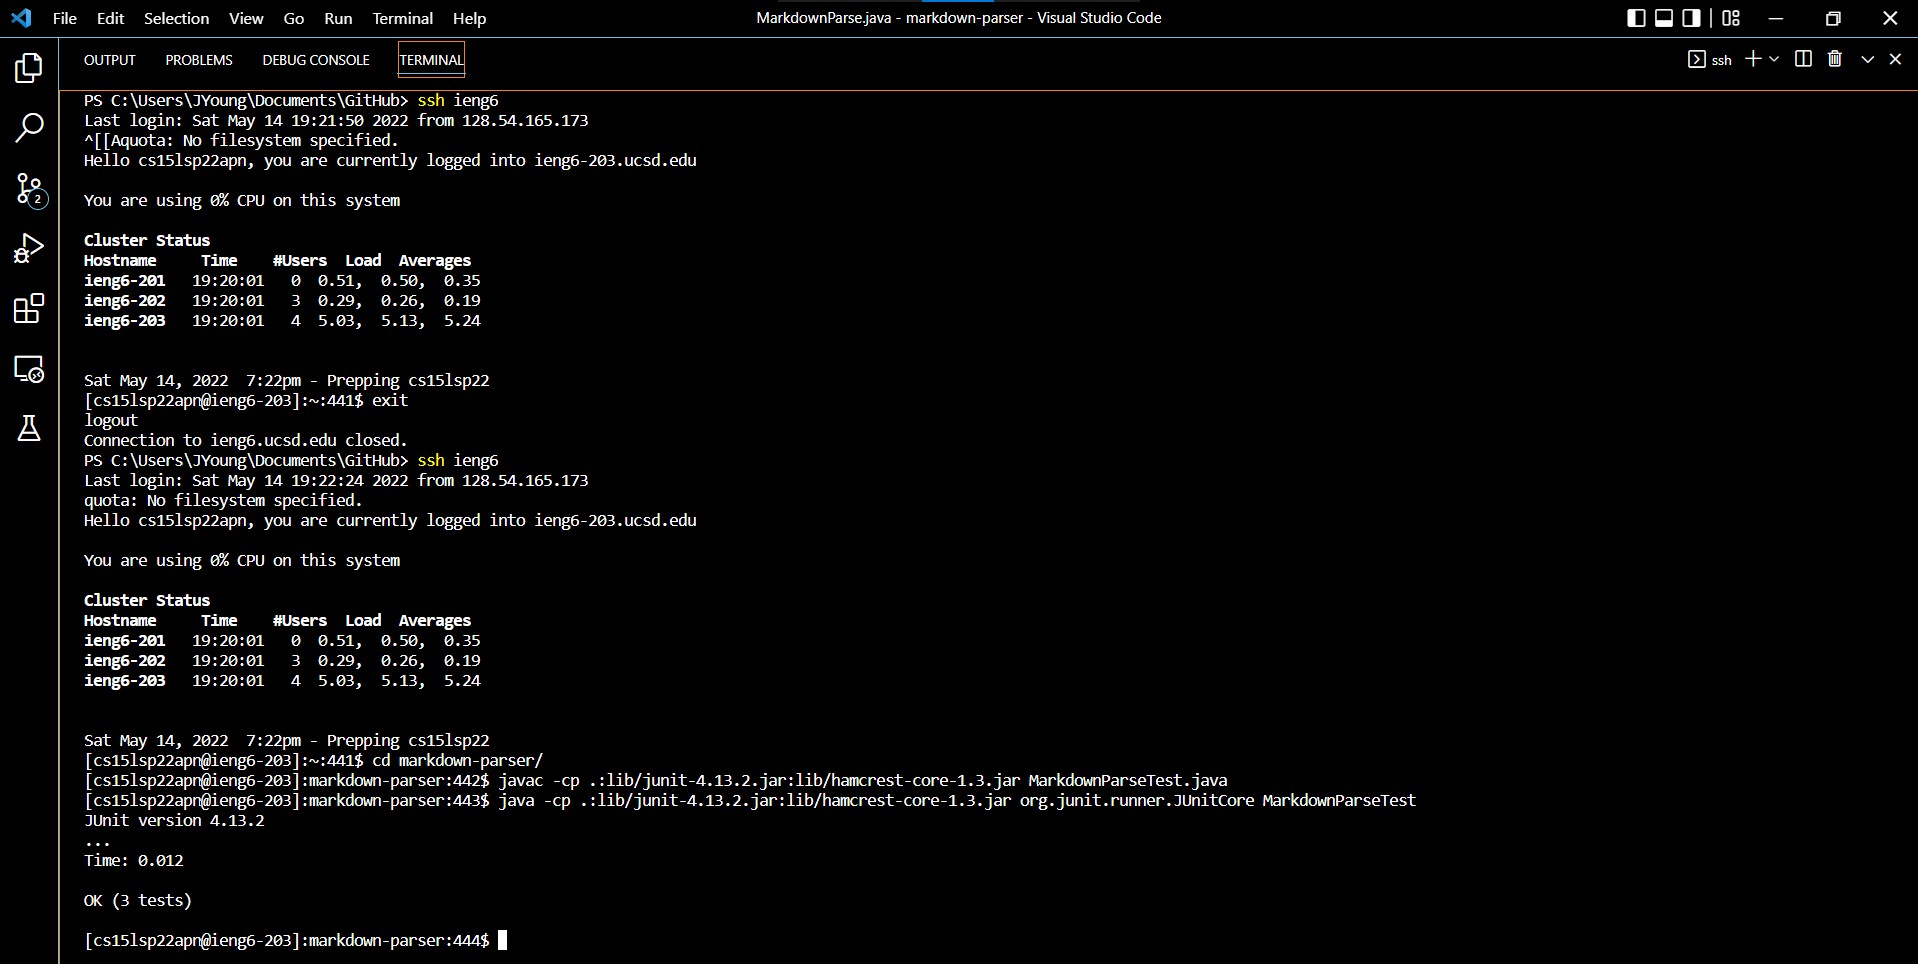 File Edit Selection View Go Run Terminal Help
MarkdownParse.java - markdown-parser - Visual Studio Code
OUTPUT PROBLEMS DEBUG CONSOLE TERMINAL
ssh
2
PS C:\Users\JYoung\Documents\GitHub> ssh ieng6
Last login: Sat May 14 19:21:50 2022 from 128.54.165.173
^[[Aquota: No filesystem specified.
Hello cs15lsp22apn, you are currently logged into ieng6-203.ucsd.edu
You are using 0% CPU on this system
Cluster Status
Hostname     Time    #Users  Load  Averages
ieng6-201   19:20:01   0  0.51,  0.50,  0.35
ieng6-202   19:20:01   3  0.29,  0.26,  0.19
ieng6-203   19:20:01   4  5.03,  5.13,  5.24
Sat May 14, 2022  7:22pm - Prepping cs15lsp22
[cs15lsp22apn@ieng6-203]:~:441$ exit
logout
Connection to ieng6.ucsd.edu closed.
PS C:\Users\JYoung\Documents\GitHub> ssh ieng6
Last login: Sat May 14 19:22:24 2022 from 128.54.165.173
quota: No filesystem specified.
Hello cs15lsp22apn, you are currently logged into ieng6-203.ucsd.edu
You are using 0% CPU on this system
Cluster Status
Hostname     Time    #Users  Load  Averages
ieng6-201   19:20:01   0  0.51,  0.50,  0.35
ieng6-202   19:20:01   3  0.29,  0.26,  0.19
ieng6-203   19:20:01   4  5.03,  5.13,  5.24
Sat May 14, 2022  7:22pm - Prepping cs15lsp22
[cs15lsp22apn@ieng6-203]:~:441$ cd markdown-parser/
[cs15lsp22apn@ieng6-203]:markdown-parser:442$ javac -cp .:lib/junit-4.13.2.jar:lib/hamcrest-core-1.3.jar MarkdownParseTest.java
[cs15lsp22apn@ieng6-203]:markdown-parser:443$ java -cp .:lib/junit-4.13.2.jar:lib/hamcrest-core-1.3.jar org.junit.runner.JUnitCore MarkdownParseTest
JUnit version 4.13.2
...
Time: 0.012
OK (3 tests)
[cs15lsp22apn@ieng6-203]:markdown-parser:444$